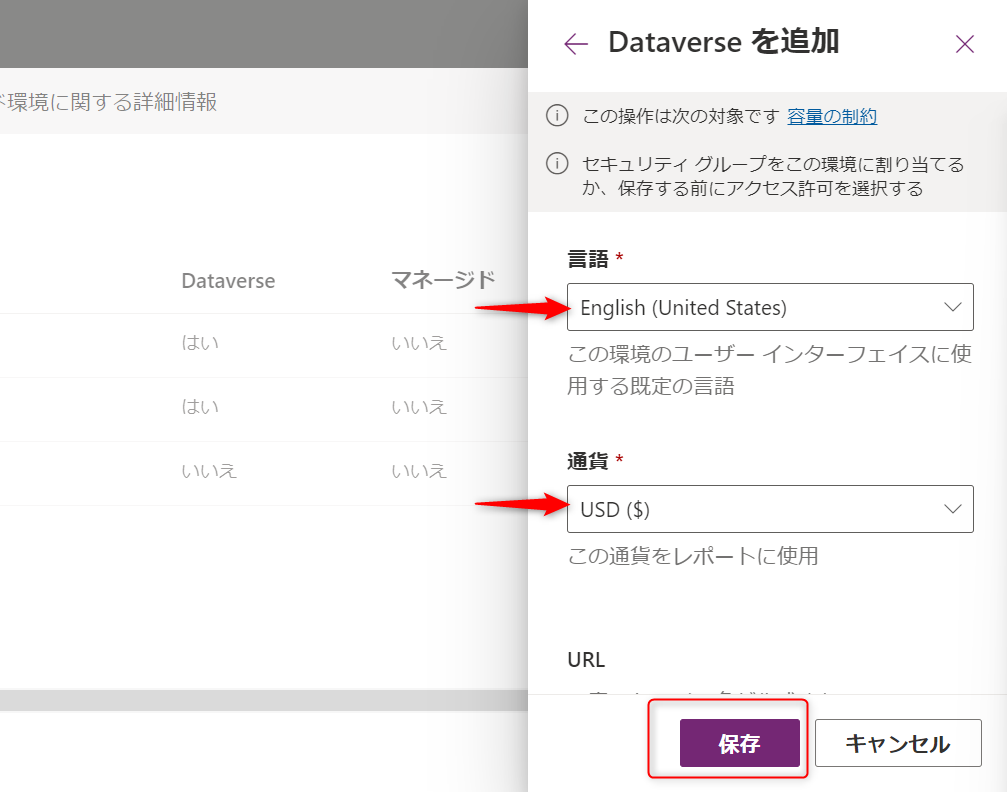 Dataverse を追加
ド環境に関する詳細情報
この操作は次の対象です 容量の制約
セキュリティ グループをこの環境に割り当てる
か、保存する前にアクセス許可を選択する
Dataverse マネージド
はい いいえ
はい いいえ
いいえ いいえ
言語 *
English (United States)
この環境のユーザー インターフェイスに使
用する既定の言語
通貨 *
USD ($)
この通貨をレポートに使用
URL
保存 キャンセル